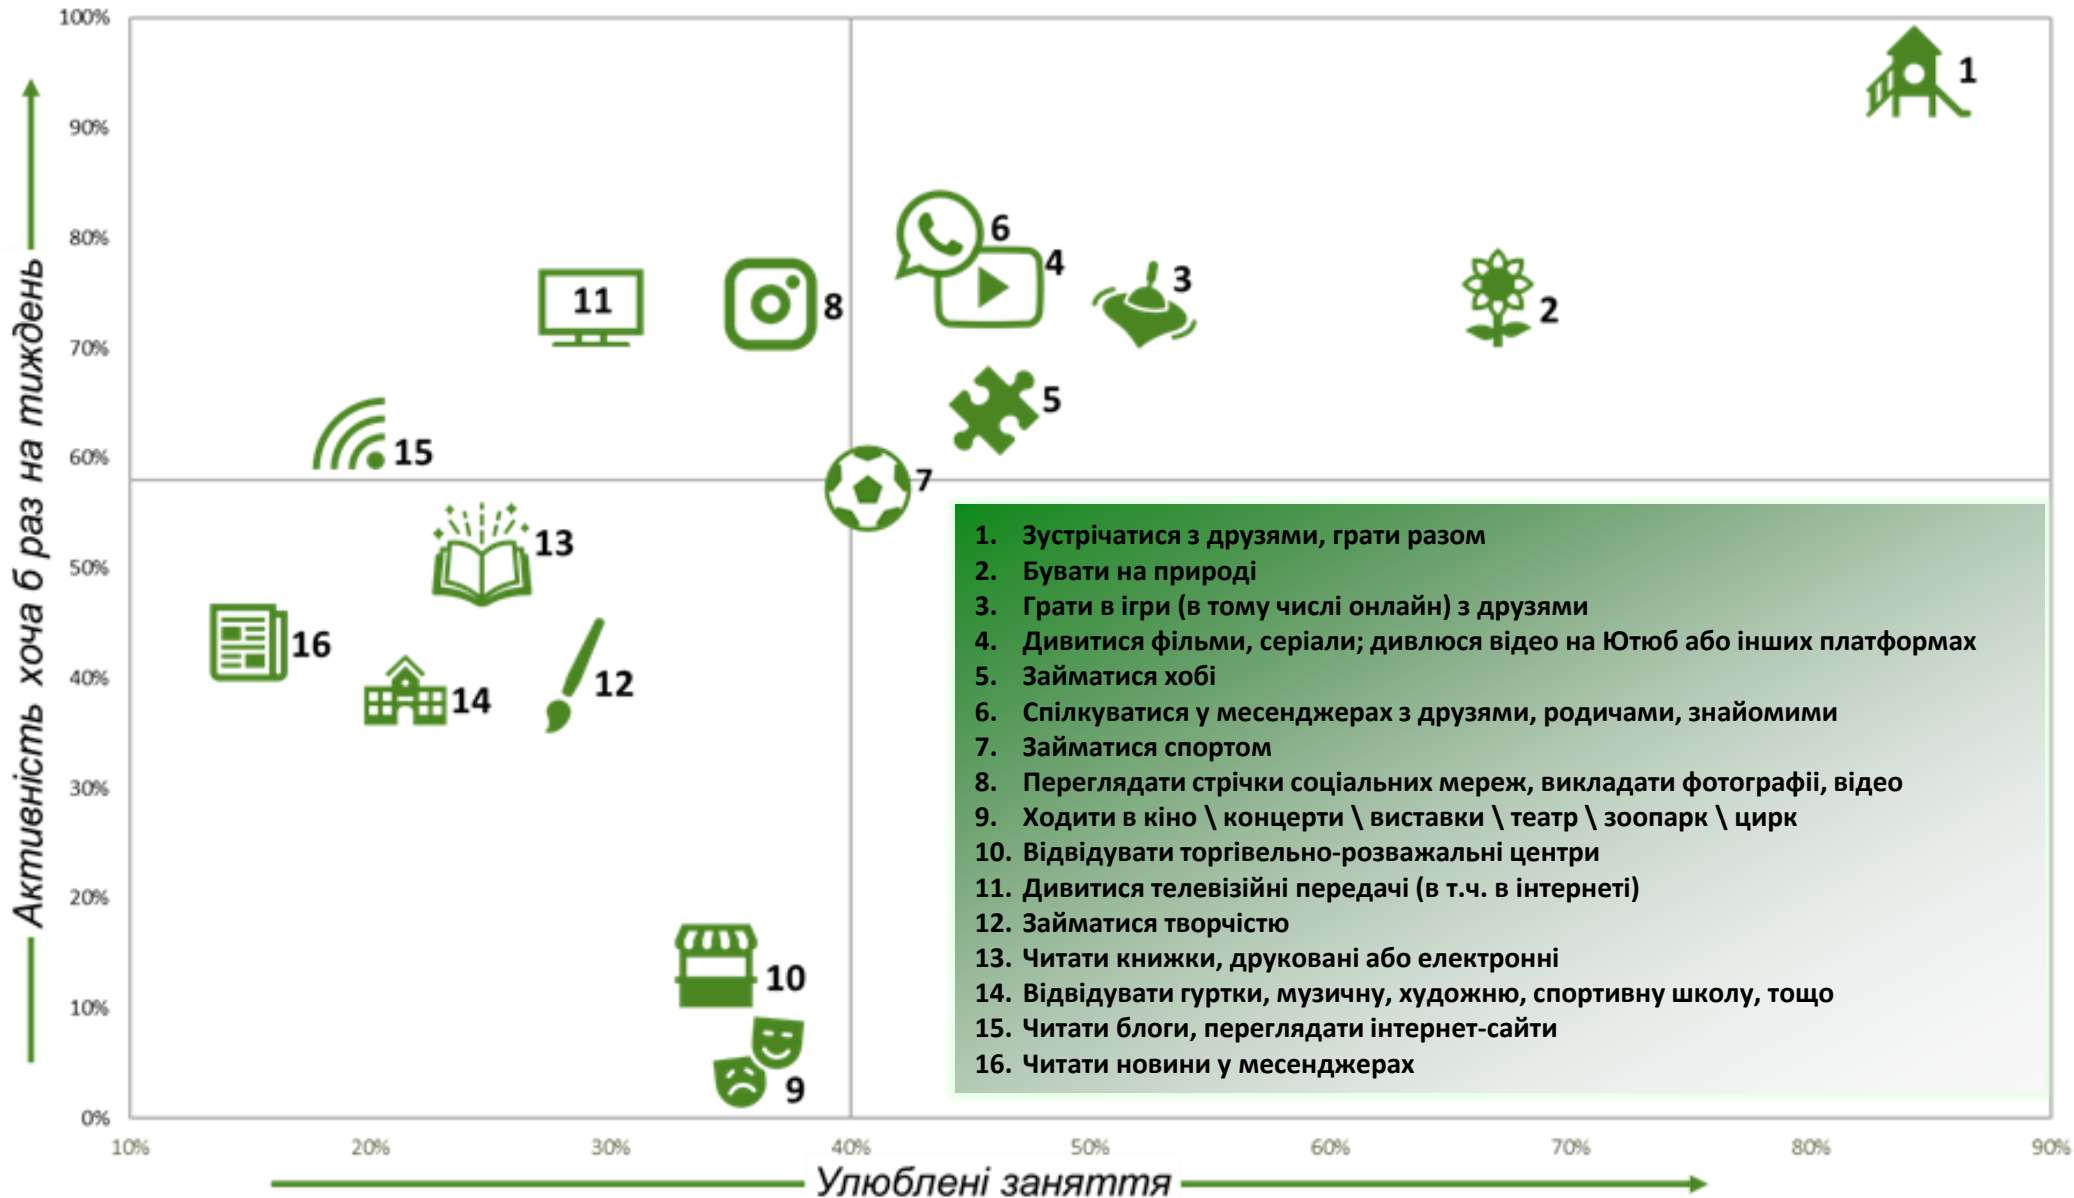 100%
90%
80%
70%
60%
50%
40%
30%
20%
10%
0%
Активність хоча б раз на тиждень
1
6
4
3
2
11
8
5
15
7
13
16
14
12
10
9
1. Зустрічатися з друзями, грати разом
2. Бувати на природі
3. Грати в ігри (в тому числі онлайн) з друзями
4. Дивитися фільми, серіали; дивлюся відео на Ютюб або інших платформах
5. Займатися хобі
6. Спілкуватися у месенджерах з друзями, родичами, знайомими
7. Займатися спортом
8. Переглядати стрічки соціальних мереж, викладати фотографіі, відео
9. Ходити в кіно \ концерти \ виставки \ театр \ зоопарк \ цирк
10. Відвідувати торгівельно-розважальні центри
11. Дивитися телевізійні передачі (в т.ч. в інтернеті)
12. Займатися творчістю
13. Читати книжки, друковані або електронні
14. Відвідувати гуртки, музичну, художню, спортивну школу, тощо
15. Читати блоги, переглядати інтернет-сайти
16. Читати новини у месенджерах
10% 20% 30% 40% 50% 60% 70% 80% 90%
Улюблені заняття